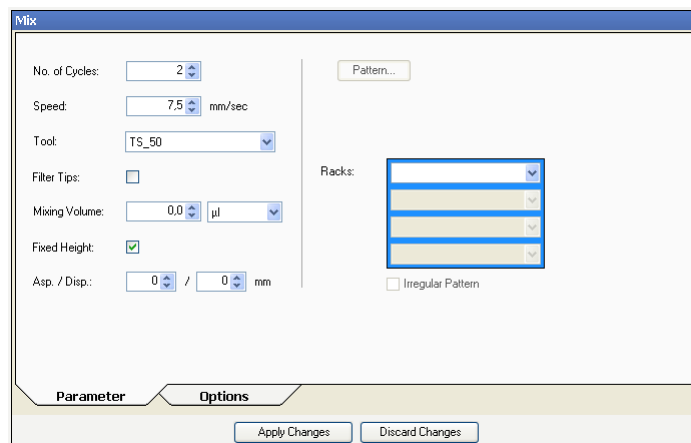 Mix
No. of Cycles: 2
Pattern...
Speed: 7,5 mm/sec
Tool: TS_50
Filter Tips:
Racks:
Mixing Volume: 0,0 µl
Fixed Height:
Asp. / Disp.: 0 / 0 mm
Irregular Pattern
Parameter Options
Apply Changes Discard Changes